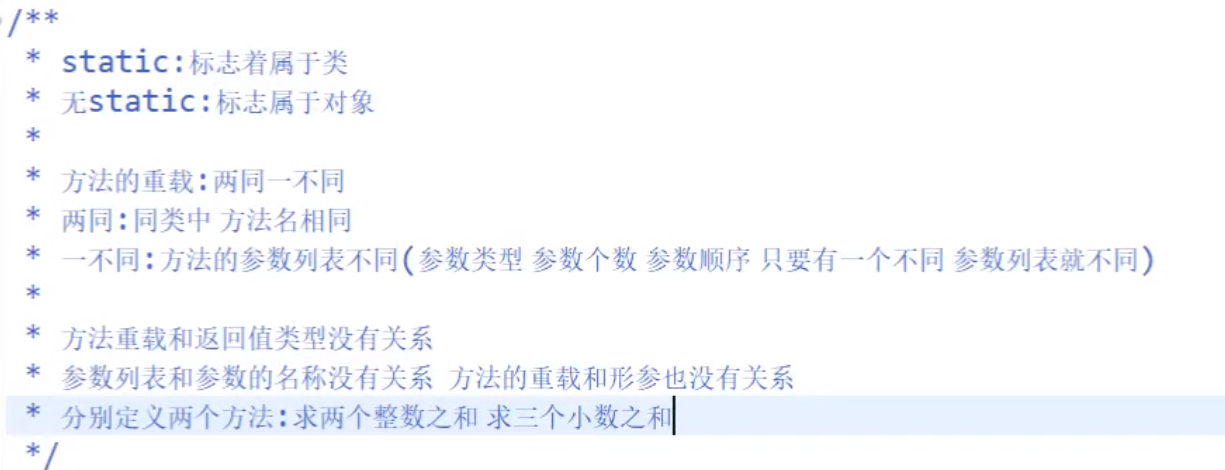 /**
* static:标志着属于类
* 无static:标志属于对象
*
* 方法的重载:两同一不同
* 两同:同类中 方法名相同
* 一不同:方法的参数列表不同(参数类型 参数个数 参数顺序 只要有一个不同 参数列表就不同)
*
* 方法重载和返回值类型没有关系
* 参数列表和参数的名称没有关系 方法的重载和形参也没有关系
* 分别定义两个方法:求两个整数之和 求三个小数之和
*/